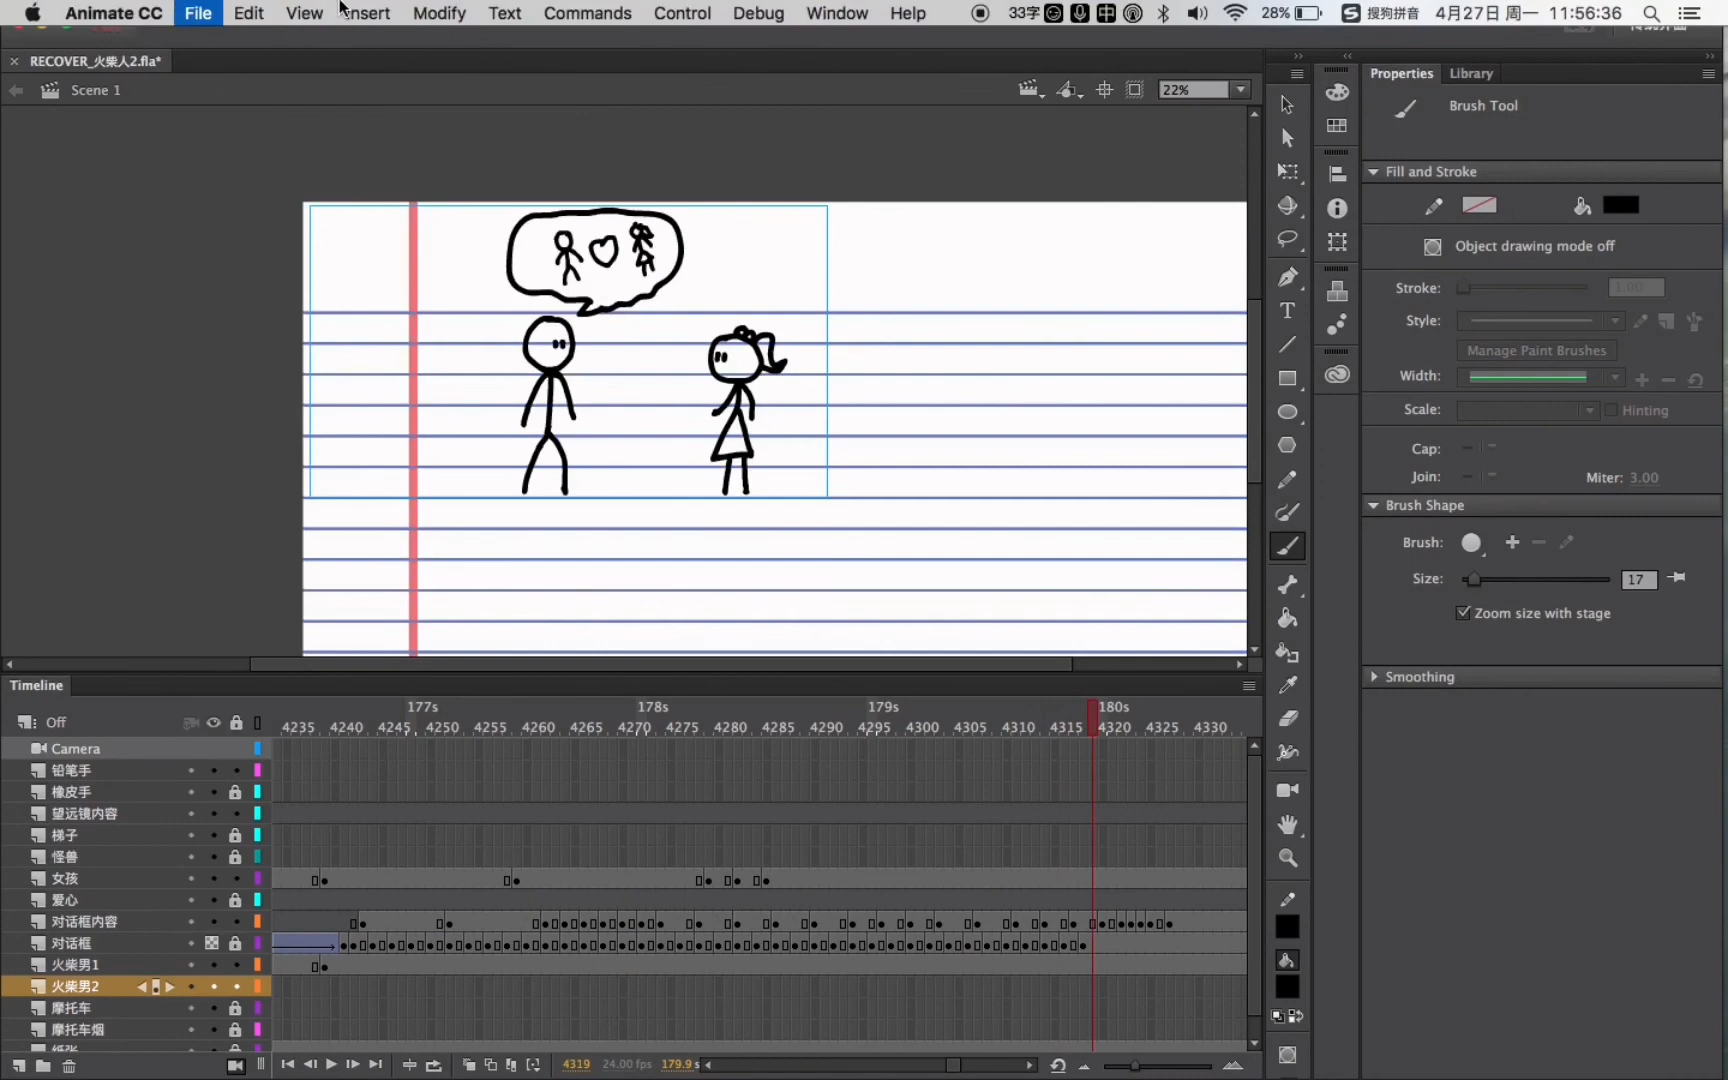 Animate CC File Edit View Insert Modify Text Commands Control Debug Window Help 33字 中 28% S 搜狗拼音 4月27日 周一 11:56:36
× RECOVER_火柴人2.fla*
Scene 1
22%
Properties Library
Brush Tool
Fill and Stroke
Object drawing mode off
Stroke: 1.00
Style:
Manage Paint Brushes
Width:
Scale: Hinting
Cap:
Join: Miter: 3.00
Brush Shape
Brush:
Size: 17
Zoom size with stage
Smoothing
Timeline
177s 178s 179s 180s
Off 4235 4240 4245 4250 4255 4260 4265 4270 4275 4280 4285 4290 4295 4300 4305 4310 4315 4320 4325 4330
Camera
铅笔手
橡皮手
望远镜内容
梯子
怪兽
女孩
爱心
对话框内容
对话框
火柴男1
火柴男2
摩托车
摩托车烟
4319 24.00 fps 179.9 s